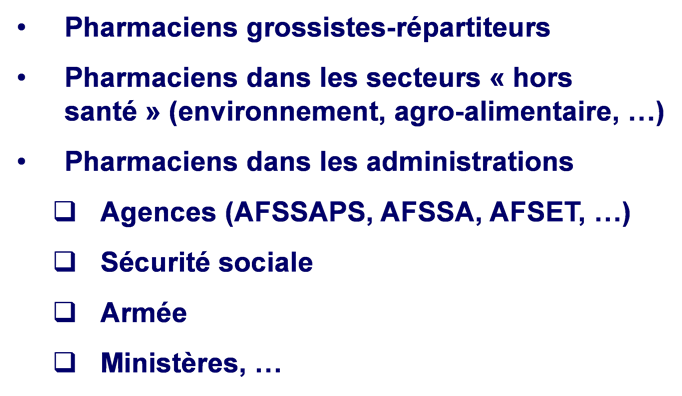 • Pharmaciens grossistes-répartiteurs
• Pharmaciens dans les secteurs « hors
santé » (environnement, agro-alimentaire, …)
• Pharmaciens dans les administrations
❑ Agences (AFSSAPS, AFSSA, AFSET, …)
❑ Sécurité sociale
❑ Armée
❑ Ministères, …